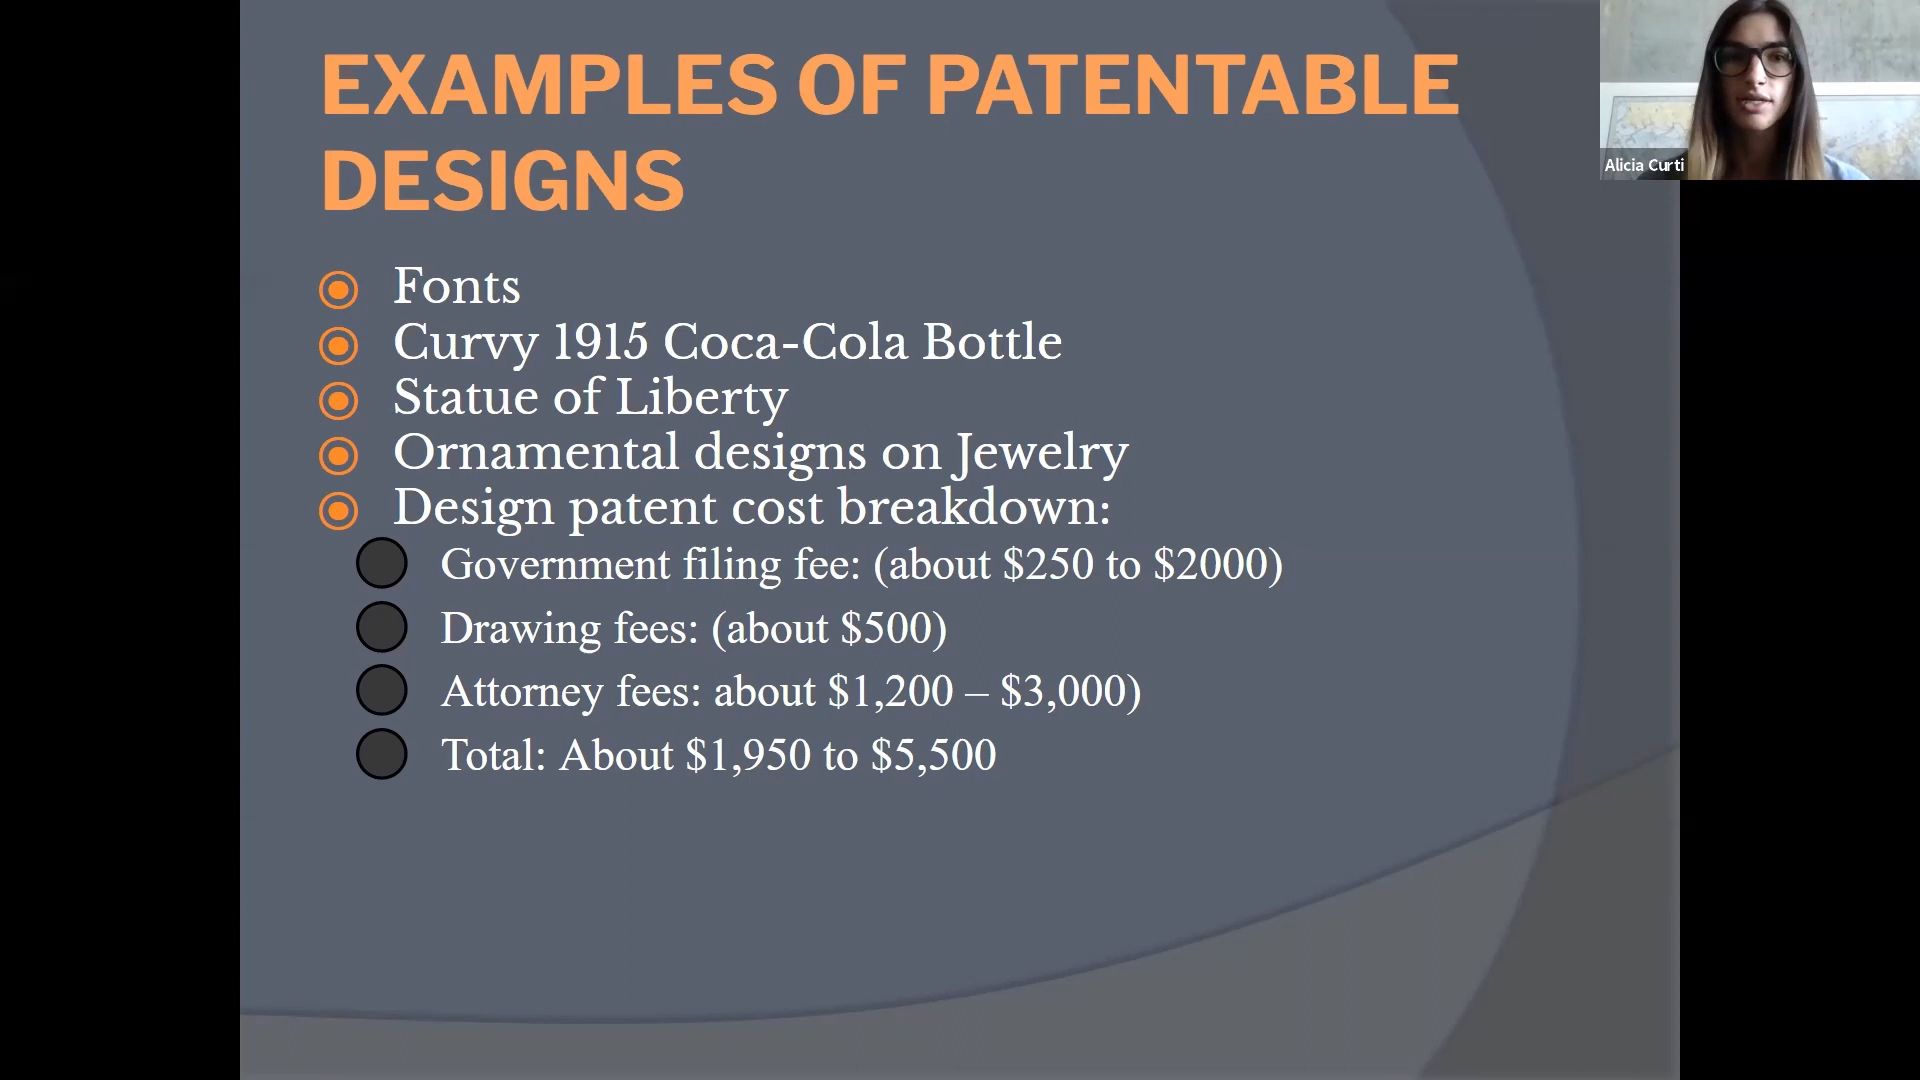 EXAMPLES OF PATENTABLE
DESIGNS
Fonts
Curvy 1915 Coca-Cola Bottle
Statue of Liberty
Ornamental designs on Jewelry
Design patent cost breakdown:
Government filing fee: (about $250 to $2000)
Drawing fees: (about $500)
Attorney fees: about $1,200 – $3,000)
Total: About $1,950 to $5,500
Alicia Curti